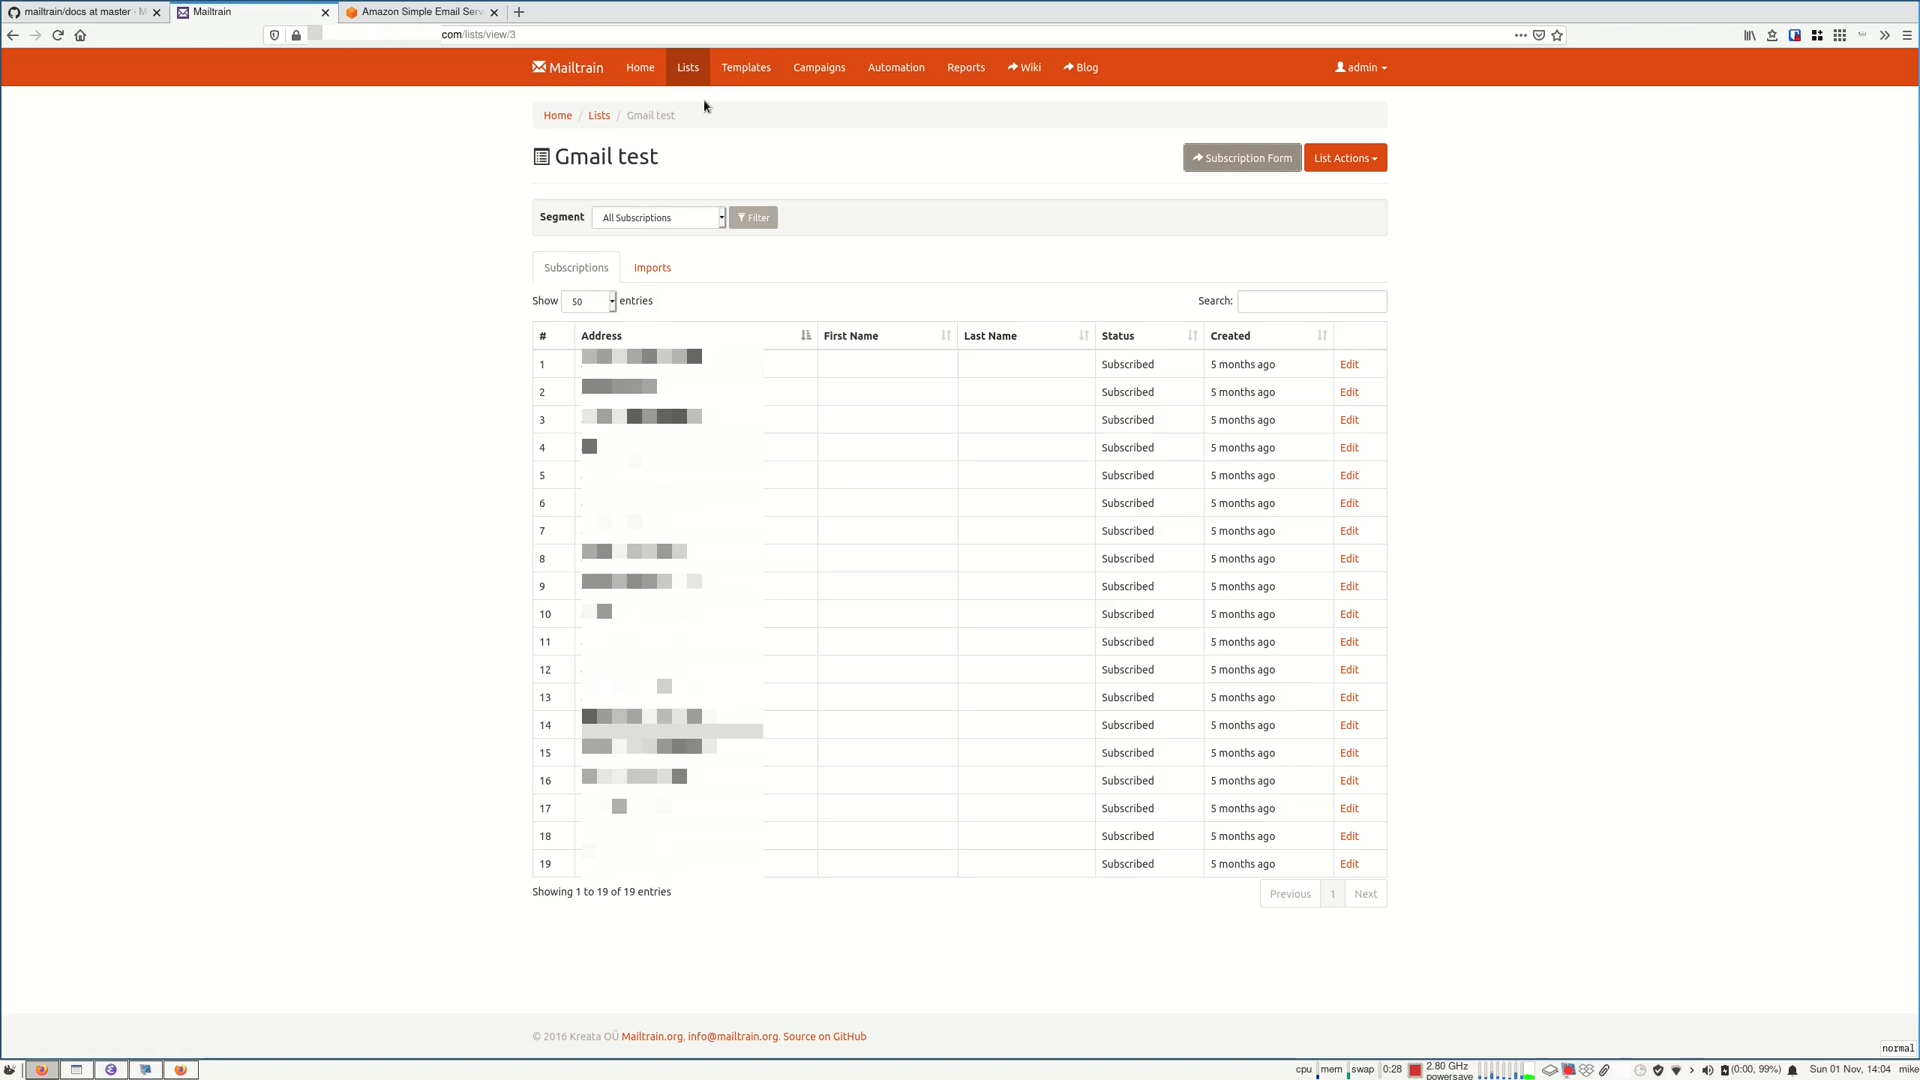 mailtrain/docs at master · M
Mailtrain
Amazon Simple Email Serv
com/lists/view/3
Mailtrain Home Lists Templates Campaigns Automation Reports Wiki Blog admin
Home / Lists / Gmail test
Gmail test
Subscription Form List Actions
Segment All Subscriptions Filter
Subscriptions Imports
Show 50 entries Search:
# Address First Name Last Name Status Created
1 Subscribed 5 months ago Edit
2 Subscribed 5 months ago Edit
3 Subscribed 5 months ago Edit
4 Subscribed 5 months ago Edit
5 Subscribed 5 months ago Edit
6 Subscribed 5 months ago Edit
7 Subscribed 5 months ago Edit
8 Subscribed 5 months ago Edit
9 Subscribed 5 months ago Edit
10 Subscribed 5 months ago Edit
11 Subscribed 5 months ago Edit
12 Subscribed 5 months ago Edit
13 Subscribed 5 months ago Edit
14 Subscribed 5 months ago Edit
15 Subscribed 5 months ago Edit
16 Subscribed 5 months ago Edit
17 Subscribed 5 months ago Edit
18 Subscribed 5 months ago Edit
19 Subscribed 5 months ago Edit
Showing 1 to 19 of 19 entries Previous 1 Next
© 2016 Kreata OÜ Mailtrain.org, info@mailtrain.org. Source on GitHub
normal
cpu mem swap 0:28 2.80 GHz powersave (0:00, 99%) Sun 01 Nov, 14:04 mike